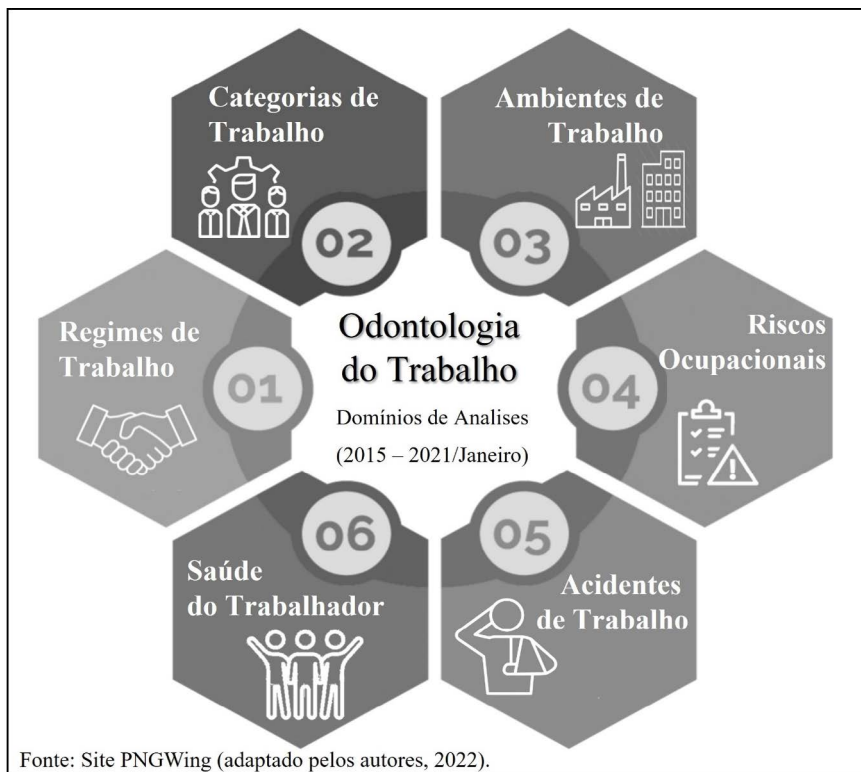 Categorias de
Trabalho
02
Ambientes de
Trabalho
03
Regimes de
Trabalho
01
Odontologia
do Trabalho
Domínios de Analises
(2015 – 2021/Janeiro)
Riscos
Ocupacionais
04
Saúde
do Trabalhador
06
Acidentes
de Trabalho
05
Fonte: Site PNGWing (adaptado pelos autores, 2022).